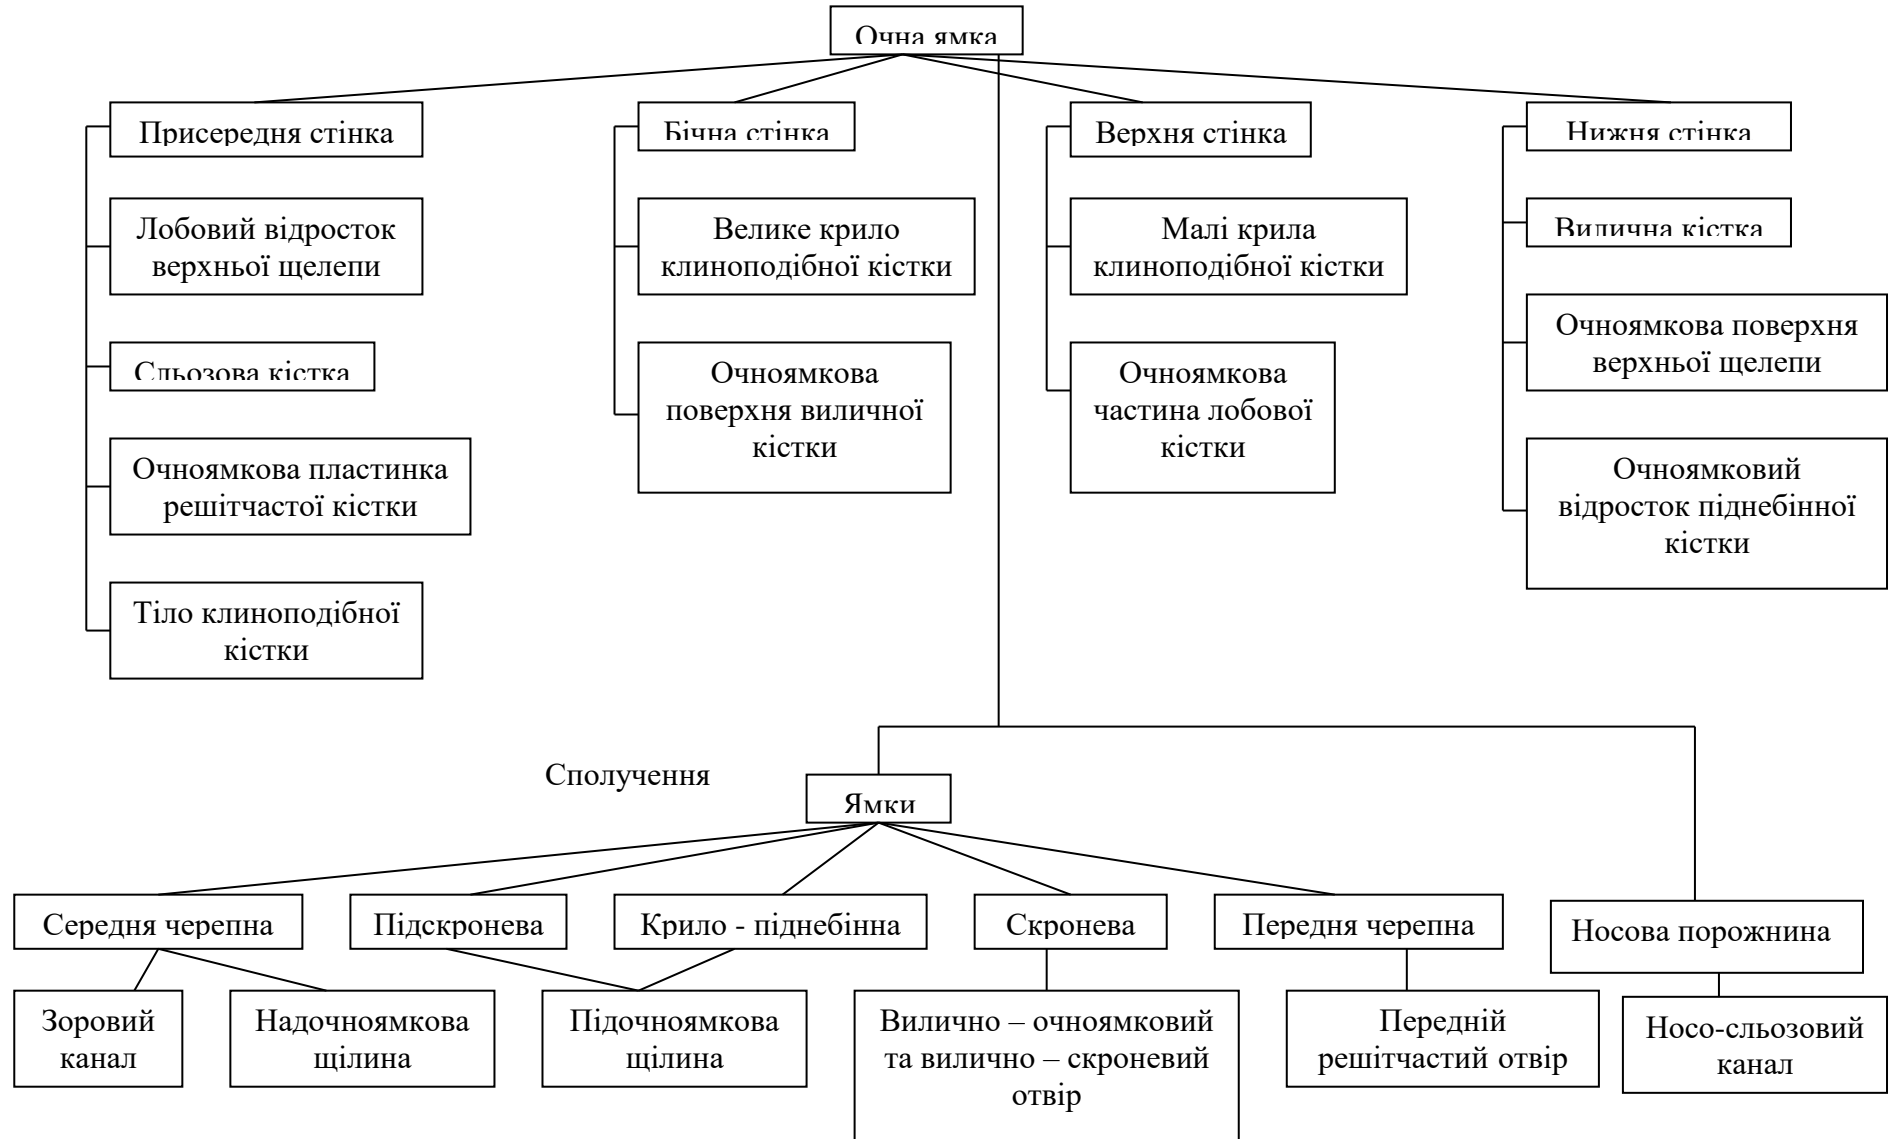 Очна ямка
Присередня стінка
Лобовий відросток
верхньої щелепи
Сльозова кістка
Очноямкова пластинка
решітчастої кістки
Тіло клиноподібної
кістки
Бічна стінка
Велике крило
клиноподібної кістки
Очноямкова
поверхня виличної
кістки
Верхня стінка
Малі крила
клиноподібної кістки
Очноямкова
частина лобової
кістки
Нижня стінка
Вилична кістка
Очноямкова поверхня
верхньої щелепи
Очноямковий
відросток піднебінної
кістки
Сполучення
Ямки
Середня черепна
Підскронева
Крило - піднебінна
Скронева
Передня черепна
Носова порожнина
Зоровий
канал
Надочноямкова
щілина
Підочноямкова
щілина
Вилично – очноямковий
та вилично – скроневий
отвір
Передній
решітчастий отвір
Носо-сльозовий
канал